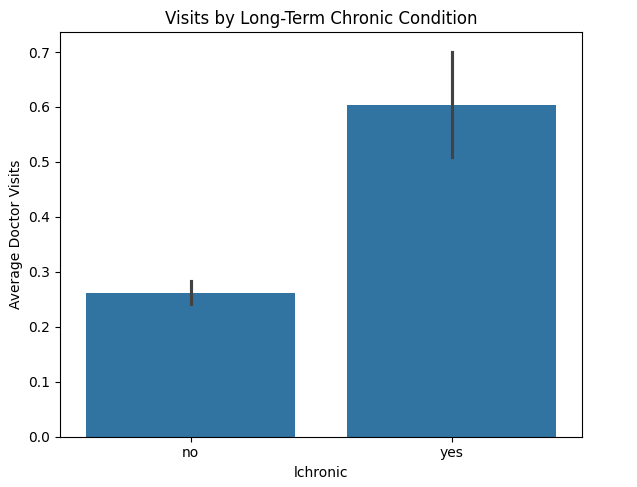 Visits by Long-Term Chronic Condition
Average Doctor Visits
0.7
0.6
0.5
0.4
0.3
0.2
0.1
0.0
no yes
lchronic